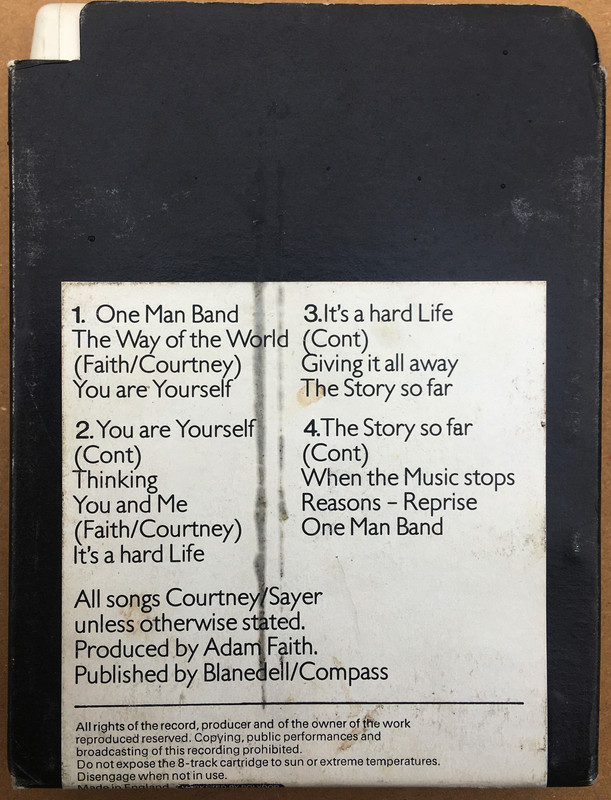 1. One Man Band
The Way of the World
(Faith/Courtney)
You are Yourself
2. You are Yourself
(Cont)
Thinking
You and Me
(Faith/Courtney)
It's a hard Life
3. It's a hard Life
(Cont)
Giving it all away
The Story so far
4. The Story so far
(Cont)
When the Music stops
Reasons – Reprise
One Man Band
All songs Courtney/Sayer
unless otherwise stated.
Produced by Adam Faith.
Published by Blanedell/Compass
All rights of the record, producer and of the owner of the work
reproduced reserved. Copying, public performances and
broadcasting of this recording prohibited.
Do not expose the 8-track cartridge to sun or extreme temperatures.
Disengage when not in use.
Made in England